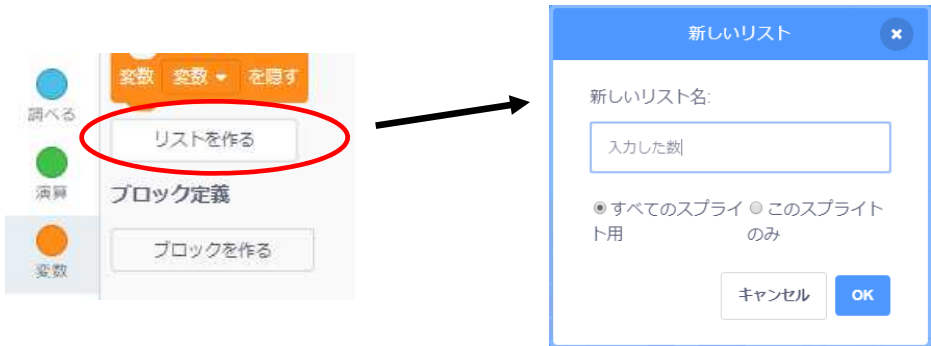 調べる
演算
変数
変数 変数 を隠す
リストを作る
ブロック定義
ブロックを作る
新しいリスト
新しいリスト名:
入力した数
すべてのスプライ
ト用
このスプライト
のみ
キャンセル
OK